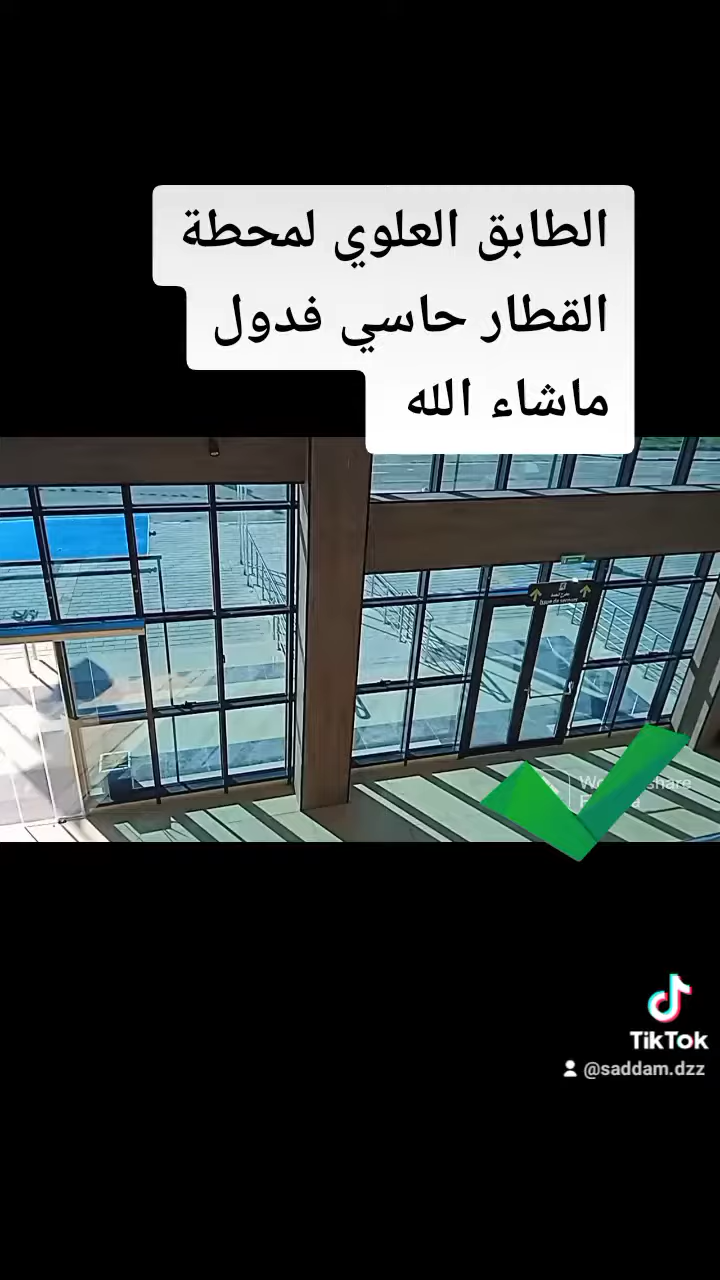 الطابق العلوي لمحطة
القطار حاسي فدول
ماشاء الله
TikTok
@saddam.dzz